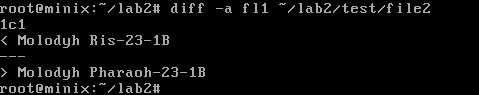 root@minix:~/lab2# diff -a fl1 ~/lab2/test/file2
1c1
< Molodyh Ris-23-1B
---
> Molodyh Pharaoh-23-1B
root@minix:~/lab2#